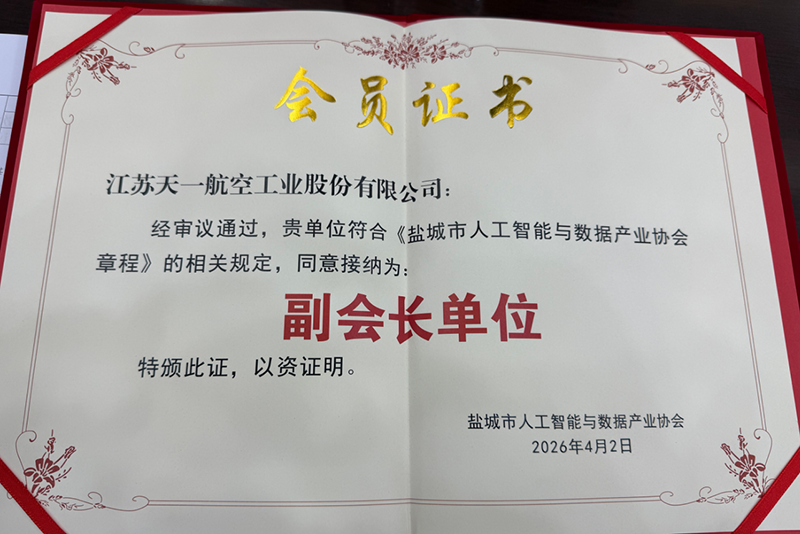 会员证书
江苏天一航空工业股份有限公司：
经审议通过，贵单位符合《盐城市人工智能与数据产业协会
章程》的相关规定，同意接纳为：
副会长单位
特颁此证，以资证明。
盐城市人工智能与数据产业协会
2026年4月2日